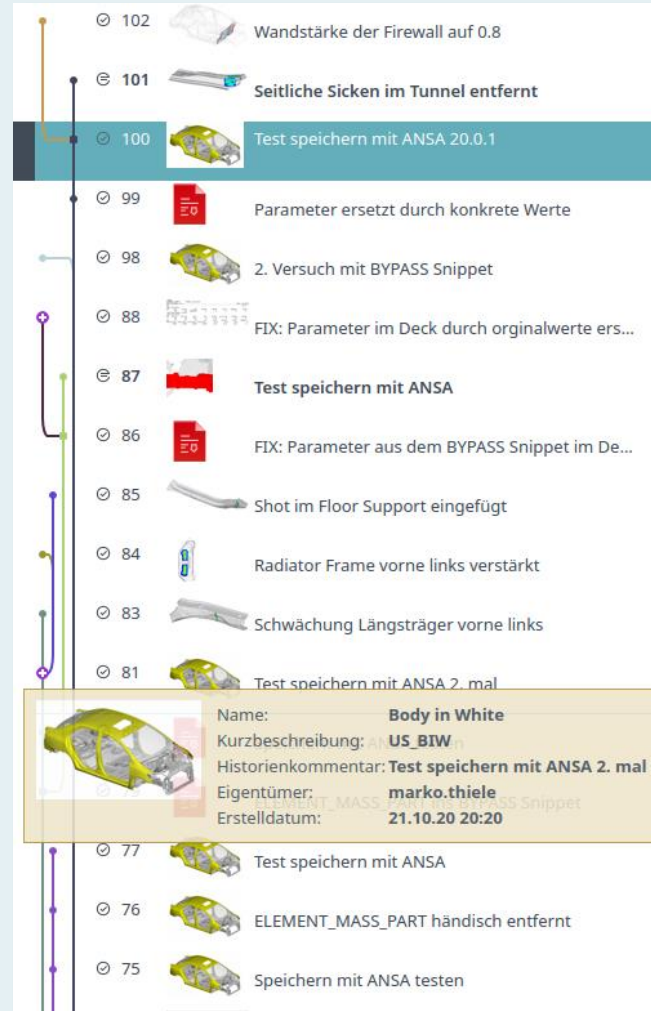 102 Wandstärke der Firewall auf 0.8
101 Seitliche Sicken im Tunnel entfernt
100 Test speichern mit ANSA 20.0.1
99 Parameter ersetzt durch konkrete Werte
98 2. Versuch mit BYPASS Snippet
88 FIX: Parameter im Deck durch orginalwerte ers...
87 Test speichern mit ANSA
86 FIX: Parameter aus dem BYPASS Snippet im De...
85 Shot im Floor Support eingefügt
84 Radiator Frame vorne links verstärkt
83 Schwächung Längsträger vorne links
81 Test speichern mit ANSA 2. mal
Name: Body in White
Kurzbeschreibung: US_BIW
Historienkommentar: Test speichern mit ANSA 2. mal
Eigentümer: marko.thiele
ELEMENT_MASS_PART ins BYPASS Snippet
Erstelldatum: 21.10.20 20:20
77 Test speichern mit ANSA
76 ELEMENT_MASS_PART händisch entfernt
75 Speichern mit ANSA testen